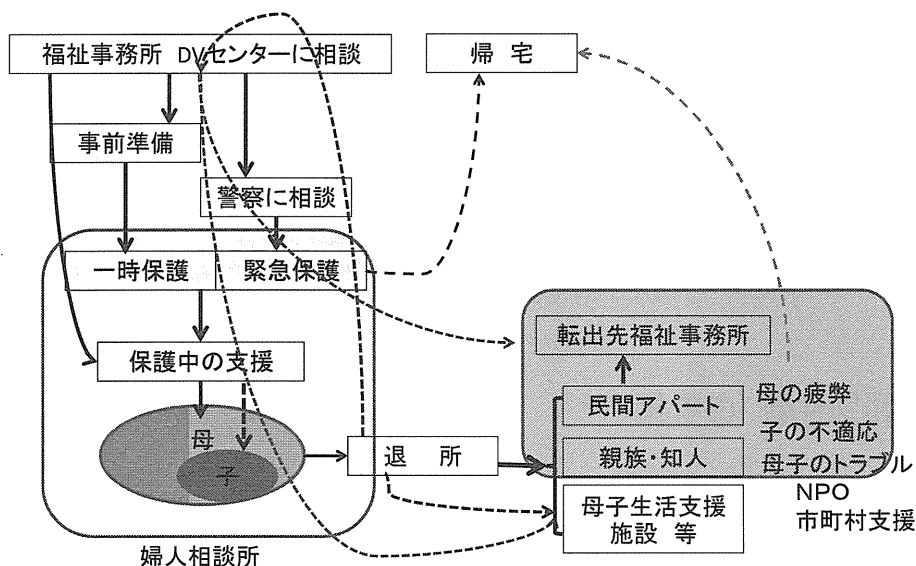 福祉事務所 DVセンターに相談
帰 宅
事前準備
警察に相談
一時保護
緊急保護
保護中の支援
母
子
退 所
婦人相談所
転出先福祉事務所
民間アパート
親族・知人
母子生活支援
施設 等
母の疲弊
子の不適応
母子のトラブル
NPO
市町村支援